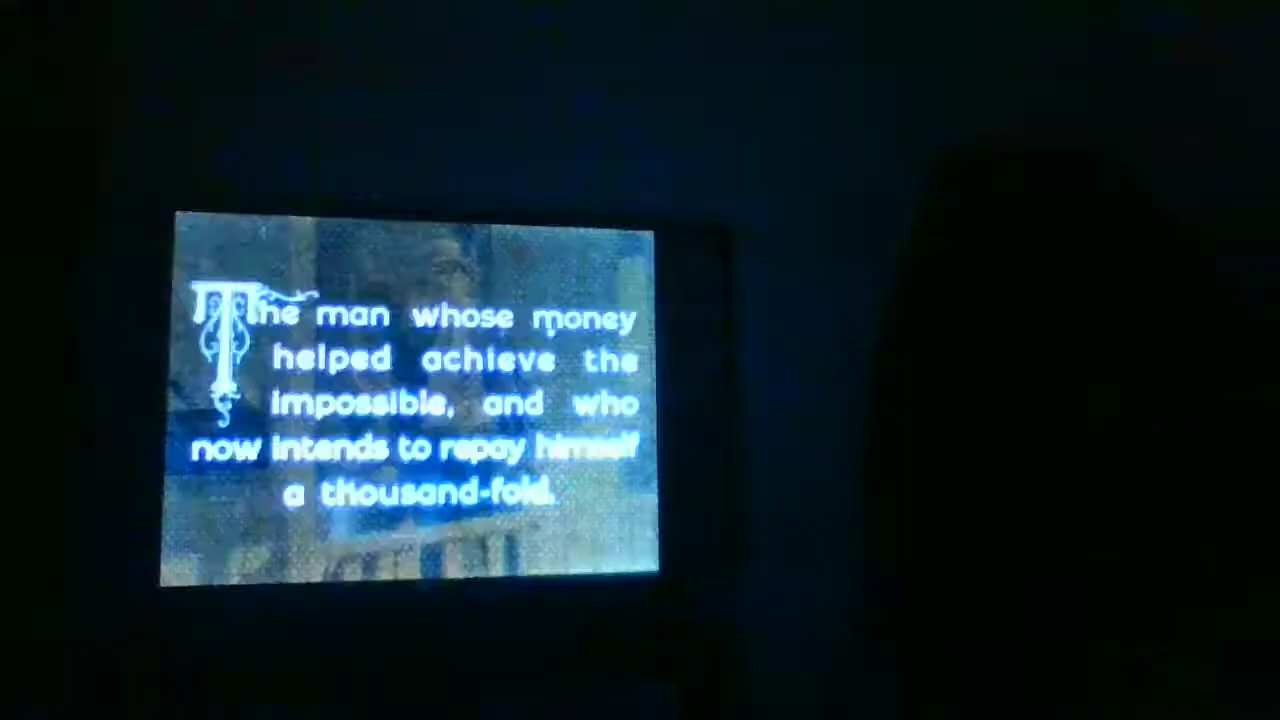 The man whose money
helped achieve the
impossible, and who
now intends to repay himself
a thousand-fold.